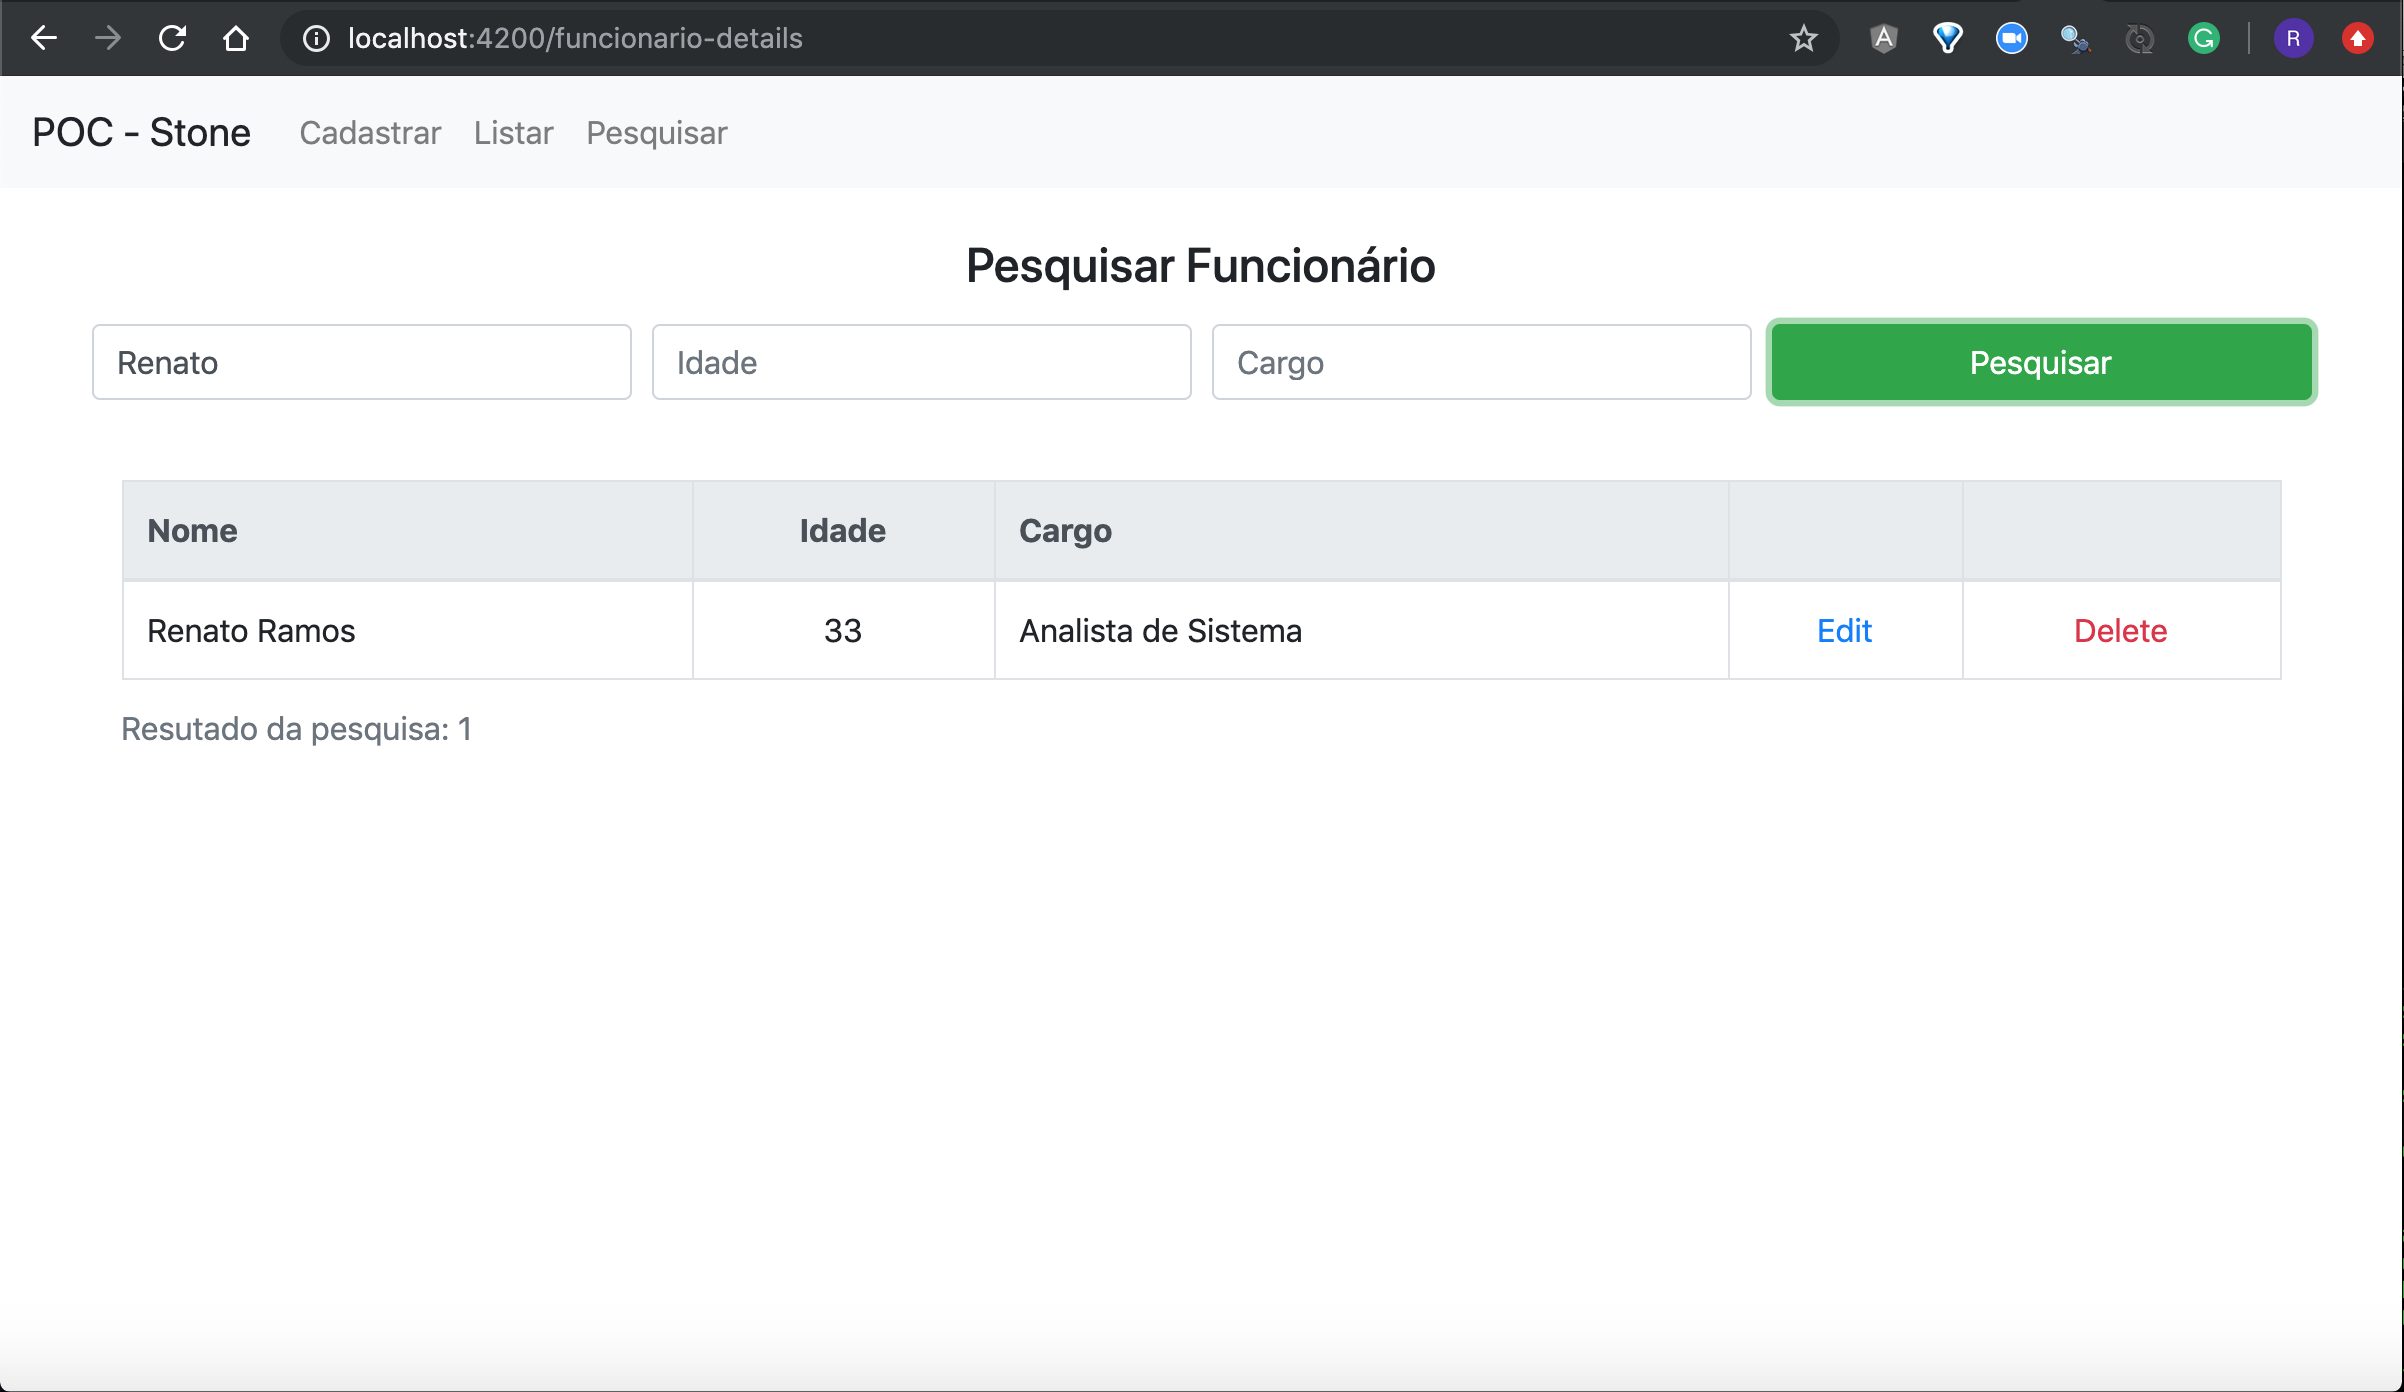 localhost:4200/funcionario-details
A
G
R
POC - Stone Cadastrar Listar Pesquisar
Pesquisar Funcionário
Renato Idade Cargo Pesquisar
Nome Idade Cargo
Renato Ramos 33 Analista de Sistema Edit Delete
Resutado da pesquisa: 1